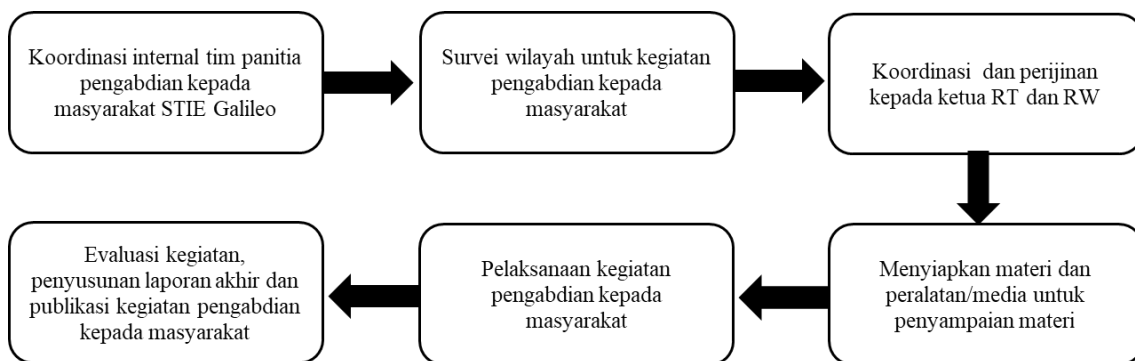 Koordinasi internal tim panitia
pengabdian kepada
masyarakat STIE Galileo
Survei wilayah untuk kegiatan
pengabdian kepada
masyarakat
Koordinasi dan perijinan
kepada ketua RT dan RW
Menyiapkan materi dan
peralatan/media untuk
penyampaian materi
Pelaksanaan kegiatan
pengabdian kepada
masyarakat
Evaluasi kegiatan,
penyusunan laporan akhir dan
publikasi kegiatan pengabdian
kepada masyarakat